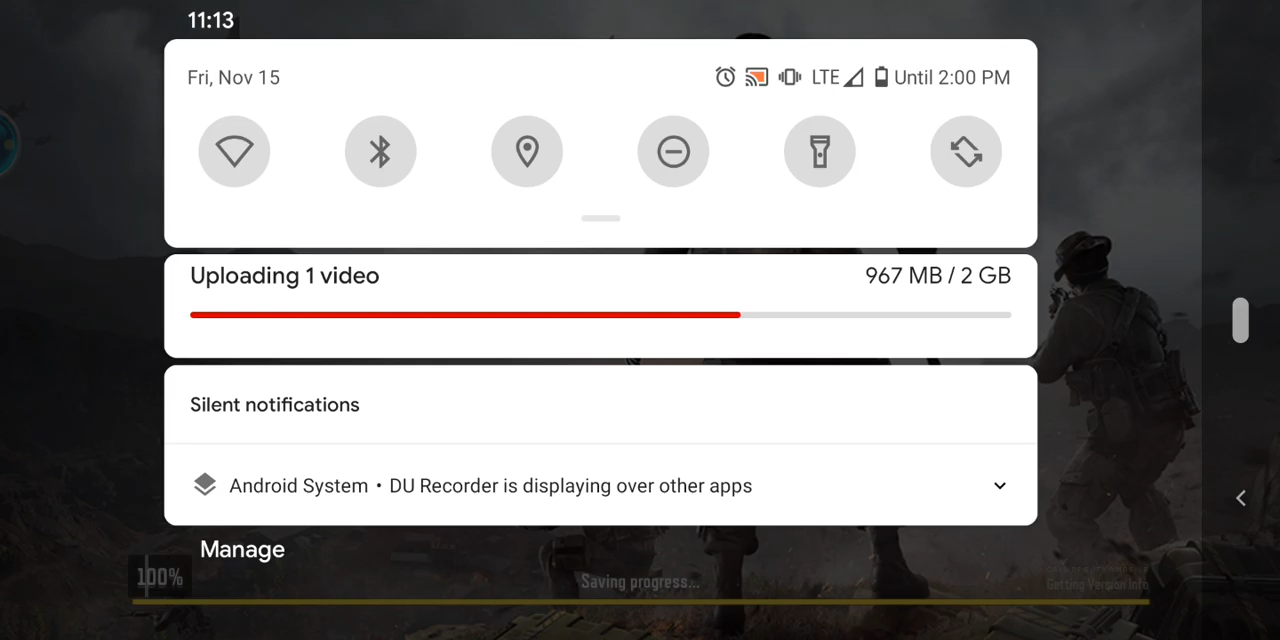 11:13
Fri, Nov 15 LTE Until 2:00 PM
Uploading 1 video 967 MB / 2 GB
Silent notifications
Android System • DU Recorder is displaying over other apps
Manage
100% Saving progress... Getting Version Info